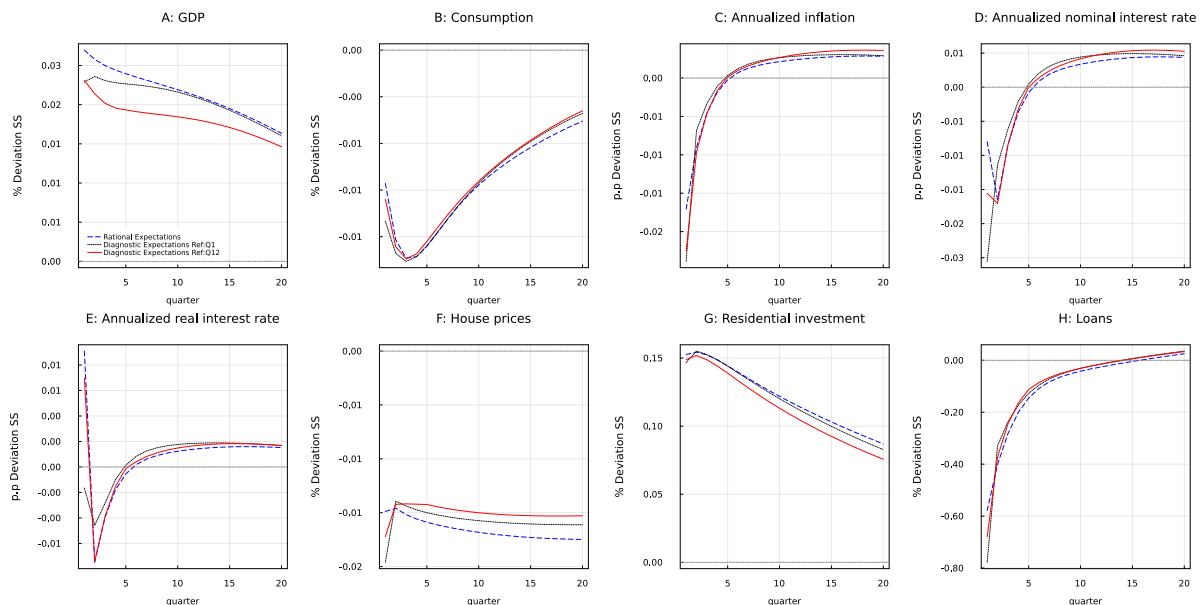 A: GDP
% Deviation SS
0.03
0.02
0.01
0.01
0.01
0.00
Rational Expectations
Diagnostic Expectations Ref:Q1
Diagnostic Expectations Ref:Q12
5 10 15 20
quarter
B: Consumption
% Deviation SS
0.00
-0.00
-0.01
-0.01
-0.01
5 10 15 20
quarter
C: Annualized inflation
p.p Deviation SS
0.00
-0.01
-0.02
5 10 15 20
quarter
D: Annualized nominal interest rate
p.p Deviation SS
0.01
0.00
-0.01
-0.01
-0.01
-0.02
-0.03
5 10 15 20
quarter
E: Annualized real interest rate
p.p Deviation SS
0.01
0.01
0.00
0.00
0.00
-0.00
-0.00
-0.01
5 10 15 20
quarter
F: House prices
% Deviation SS
0.00
-0.01
-0.01
-0.01
-0.02
5 10 15 20
quarter
G: Residential investment
% Deviation SS
0.15
0.10
0.05
0.00
5 10 15 20
quarter
H: Loans
% Deviation SS
0.00
-0.20
-0.40
-0.60
-0.80
5 10 15 20
quarter